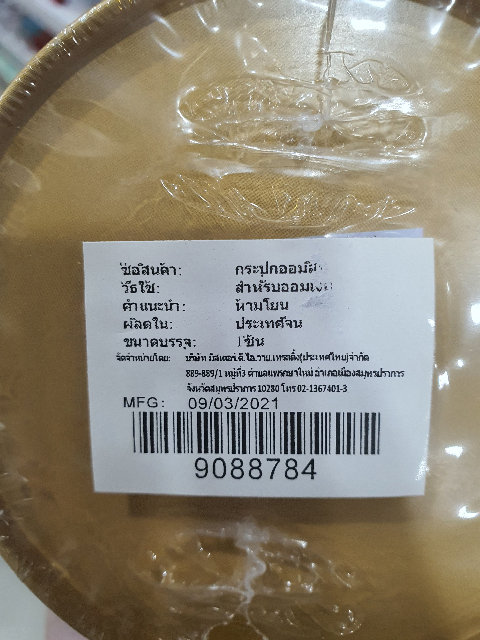 ชื่อสินค้า: กระปุกออมสิน
วิธีใช้: สำหรับออมเงิน
คำแนะนำ: ห้ามโยน
ผลิตใน: ประเทศจีน
ขนาดบรรจุ: 1ชิ้น
จัดจำหน่ายโดย: บริษัท มิสเตอร์.ดี.ไอ.วาย.เทรดดิ้ง(ประเทศไทย)จำกัด
889-889/1 หมู่ที่3 ตำบลแพรกษาใหม่ อำเภอเมืองสมุทรปราการ
จังหวัดสมุทรปราการ 10280 โทร 02-1367401-3
MFG: 09/03/2021
9088784